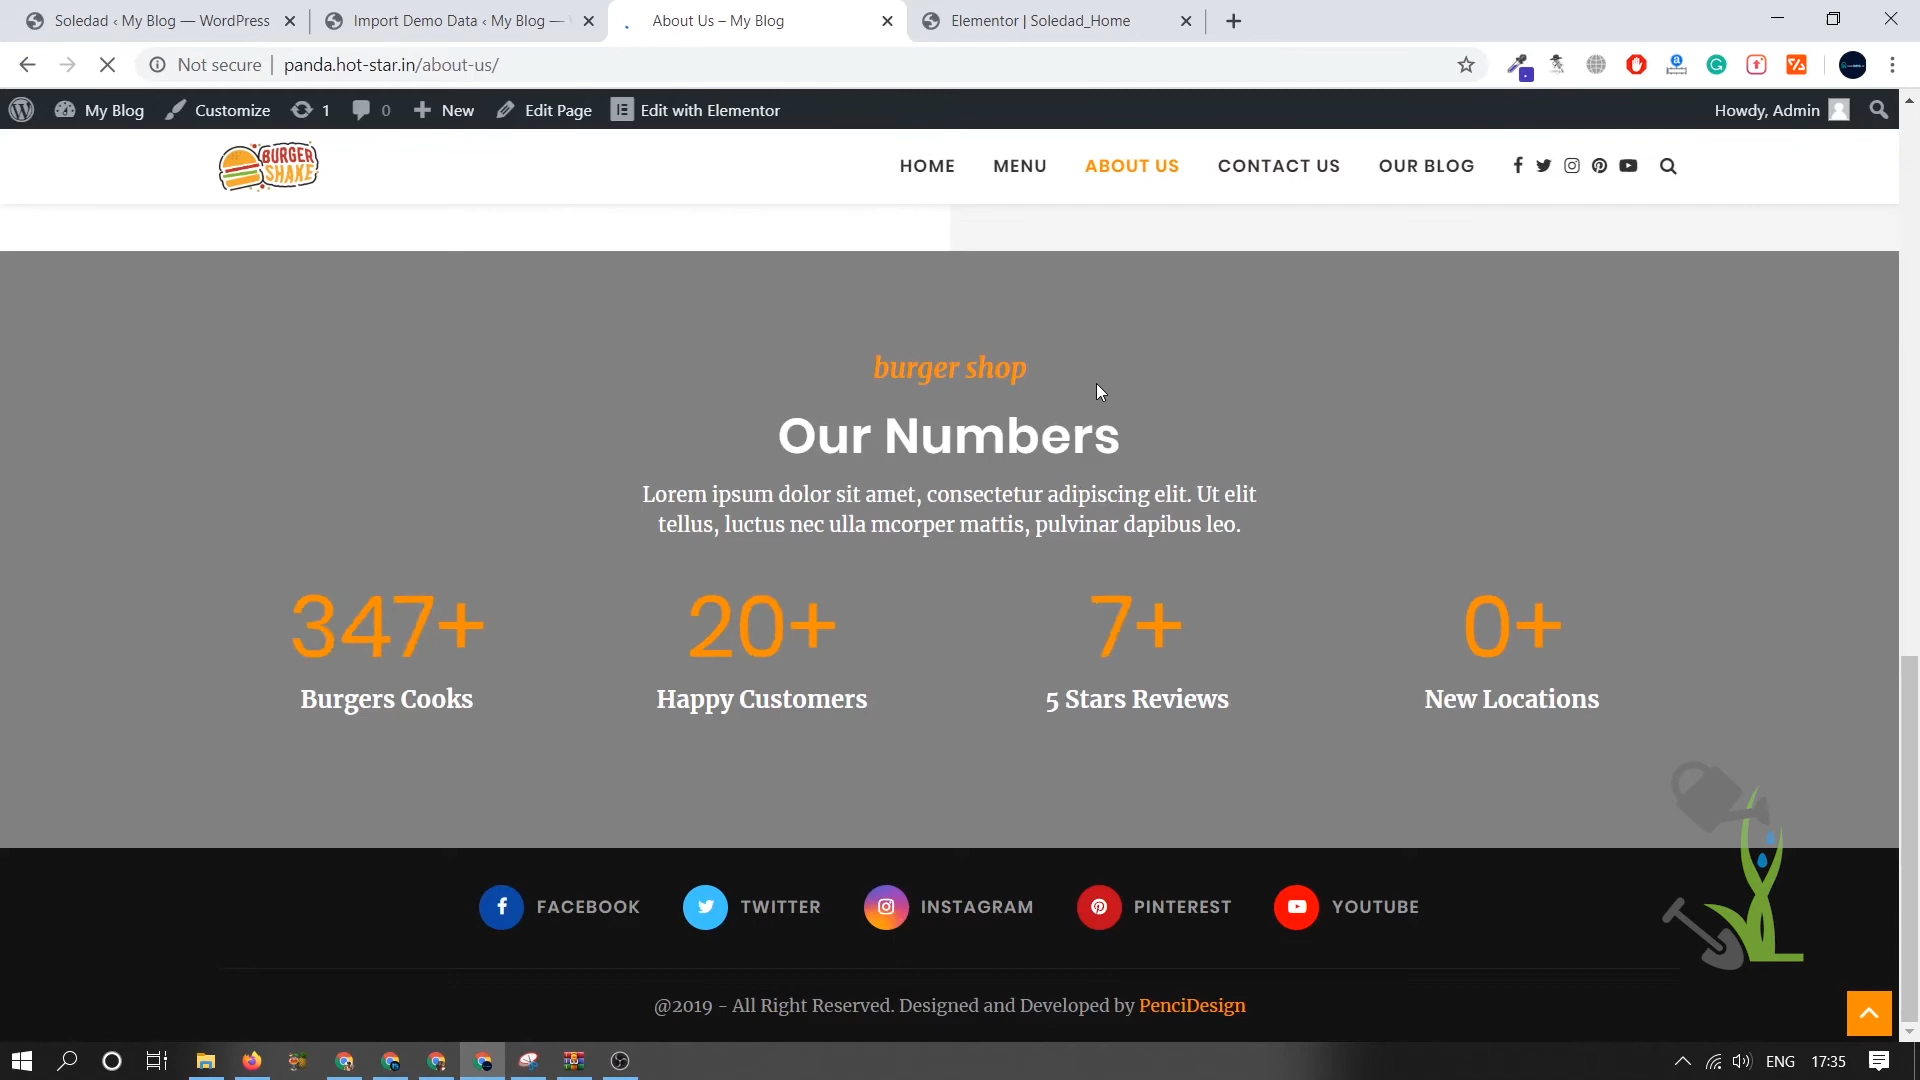 Soledad ‹ My Blog — WordPress
Import Demo Data ‹ My Blog —
About Us – My Blog
Elementor | Soledad_Home
Not secure | panda.hot-star.in/about-us/
My Blog
Customize
1
0
New
Edit Page
Edit with Elementor
Howdy, Admin
BURGER
SHAKE
HOME
MENU
ABOUT US
CONTACT US
OUR BLOG
burger shop
Our Numbers
Lorem ipsum dolor sit amet, consectetur adipiscing elit. Ut elit
tellus, luctus nec ulla mcorper mattis, pulvinar dapibus leo.
347+
20+
7+
0+
Burgers Cooks
Happy Customers
5 Stars Reviews
New Locations
FACEBOOK
TWITTER
INSTAGRAM
PINTEREST
YOUTUBE
@2019 - All Right Reserved. Designed and Developed by PenciDesign
ENG
17:35